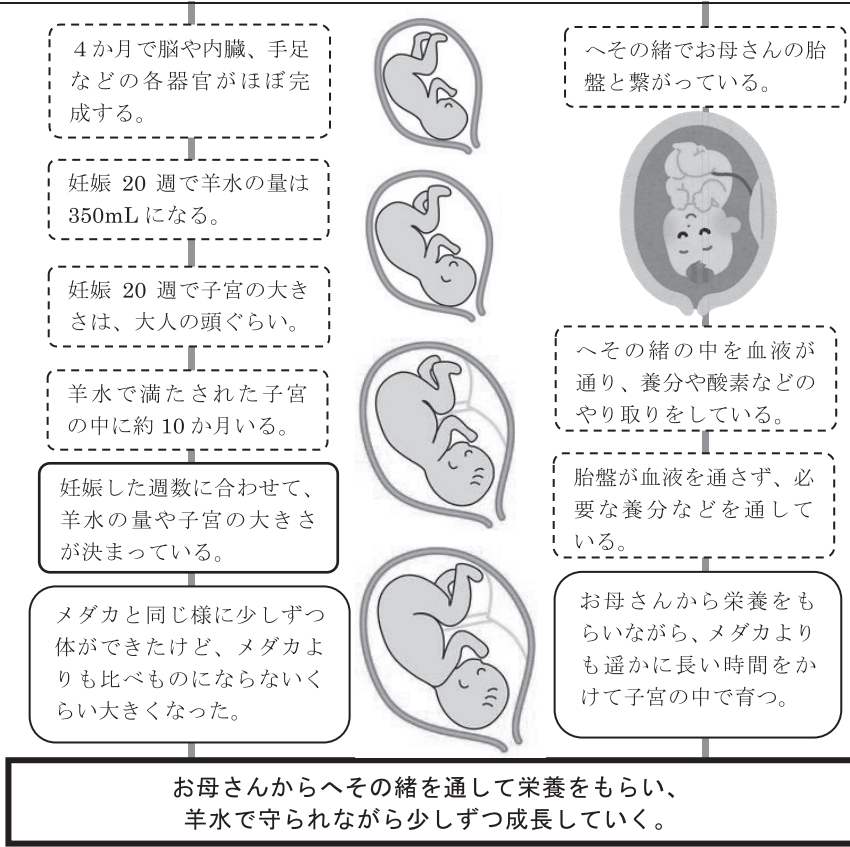 ４か月で脳や内臓、手足
などの各器官がほぼ完
成する。
妊娠 20 週で羊水の量は
350mL になる。
妊娠 20 週で子宮の大き
さは、大人の頭ぐらい。
羊水で満たされた子宮
の中に約 10 か月いる。
妊娠した週数に合わせて、
羊水の量や子宮の大きさ
が決まっている。
メダカと同じ様に少しずつ
体ができたけど、メダカよ
りも比べものにならないく
らい大きくなった。
へその緒でお母さんの胎
盤と繋がっている。
へその緒の中を血液が
通り、養分や酸素などの
やり取りをしている。
胎盤が血液を通さず、必
要な養分などを通して
いる。
お母さんから栄養をも
らいながら、メダカより
も遥かに長い時間をか
けて子宮の中で育つ。
お母さんからへその緒を通して栄養をもらい、
羊水で守られながら少しずつ成長していく。